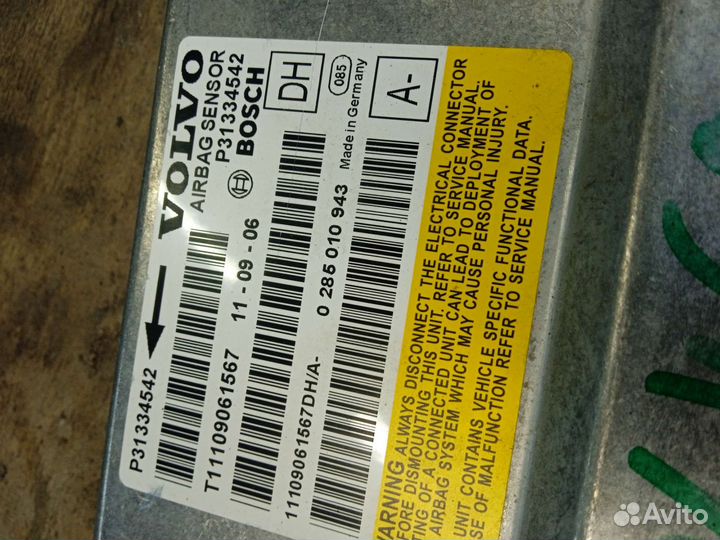 VOLVO
AIRBAG SENSOR
P31334542
BOSCH
DH
085
Made in Germany
A-
P31334542
T11109061567
11-09-06
11109061567DH/A-
0 285 010 943
WARNING ALWAYS DISCONNECT THE ELECTRICAL CONNECTOR
FORE DISMOUNTING THIS UNIT. REFER TO SERVICE MANUAL.
TING OF A CONNECTED UNIT CAN LEAD TO DEPLOYMENT OF
AIRBAG SYSTEM WHICH MAY CAUSE PERSONAL INJURY.
UNIT CONTAINS VEHICLE SPECIFIC FUNCTIONAL DATA.
SE OF MALFUNCTION REFER TO SERVICE MANUAL.
Avito